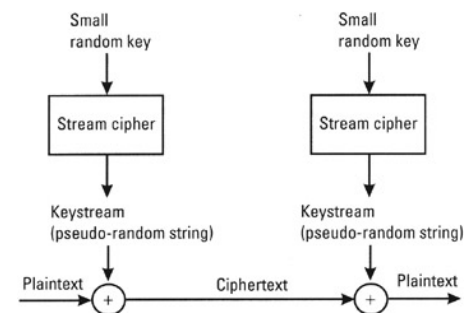 Small
random key
Small
random key
Stream cipher
Stream cipher
Keystream
(pseudo-random string)
Keystream
(pseudo-random string)
Plaintext
+
Ciphertext
+
Plaintext